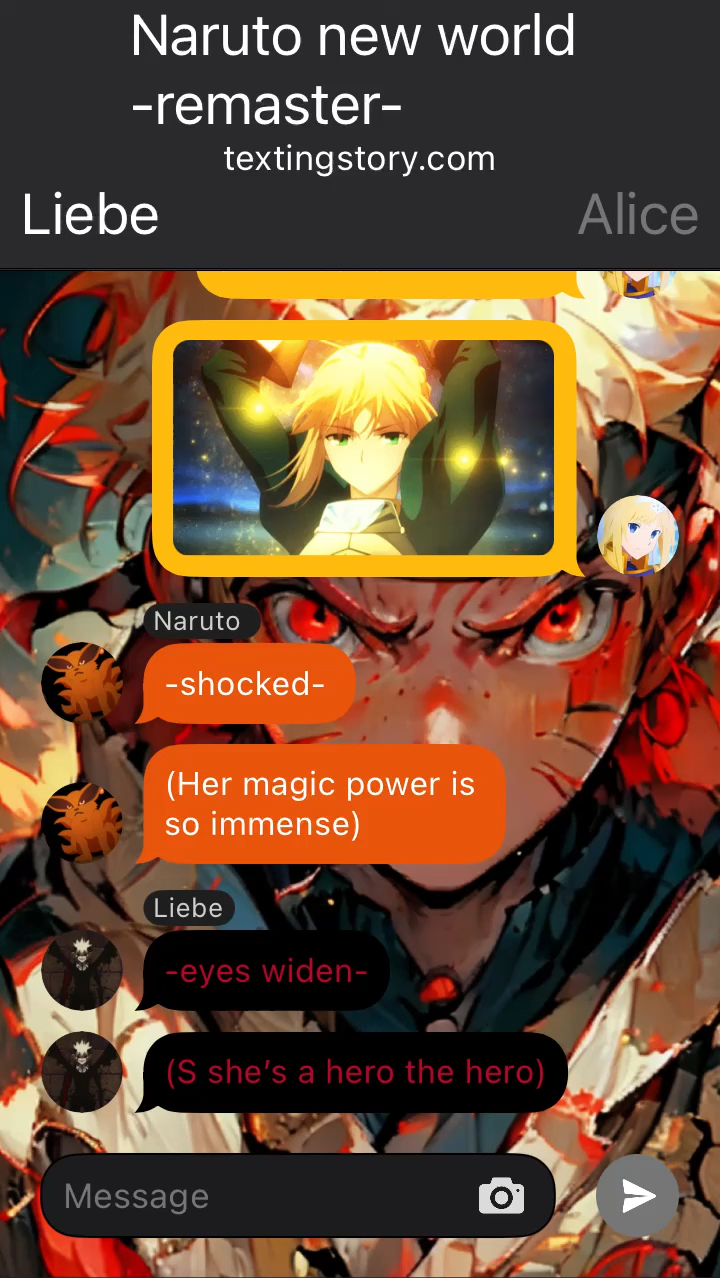 Naruto new world
-remaster-
textingstory.com
Liebe
Alice
Naruto
-shocked-
(Her magic power is
so immense)
Liebe
-eyes widen-
(S she's a hero the hero)
Message